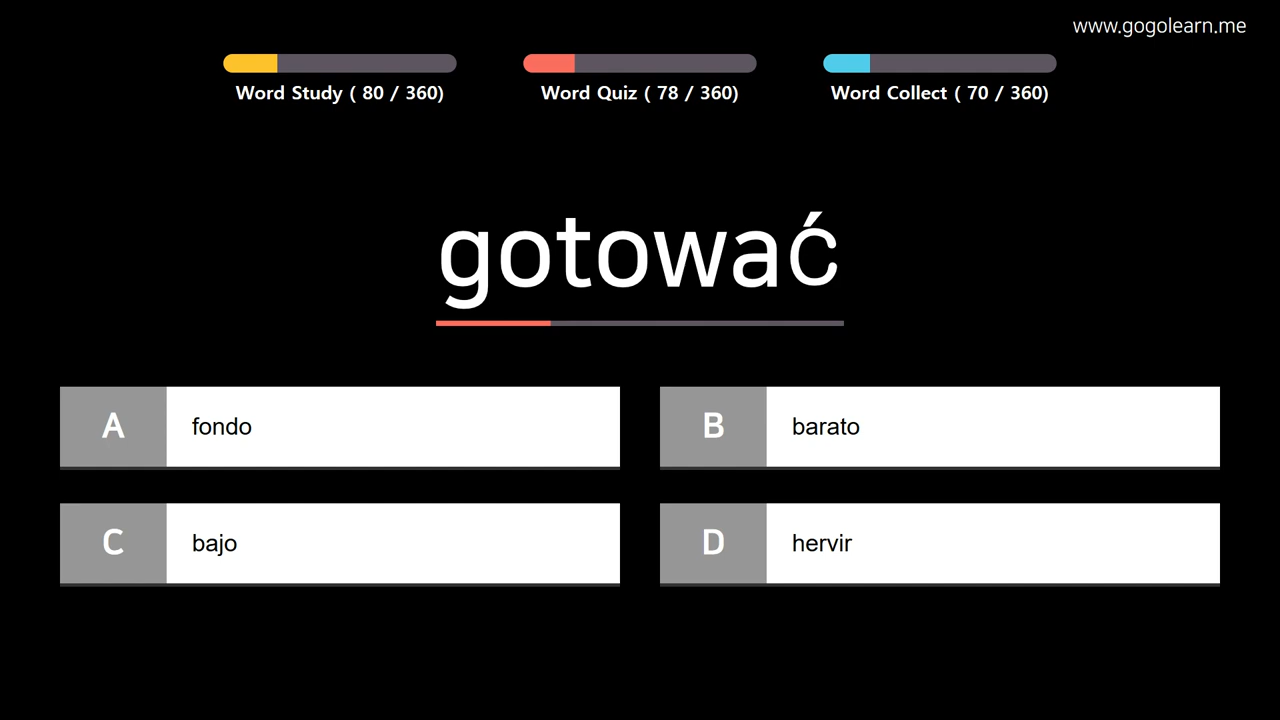 www.gogolearn.me
Word Study ( 80 / 360)
Word Quiz ( 78 / 360)
Word Collect ( 70 / 360)
gotować
A fondo
B barato
C bajo
D hervir